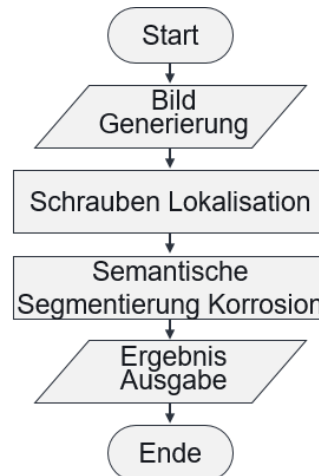 Start
Bild
Generierung
Schrauben Lokalisation
Semantische
Segmentierung Korrosion
Ergebnis
Ausgabe
Ende